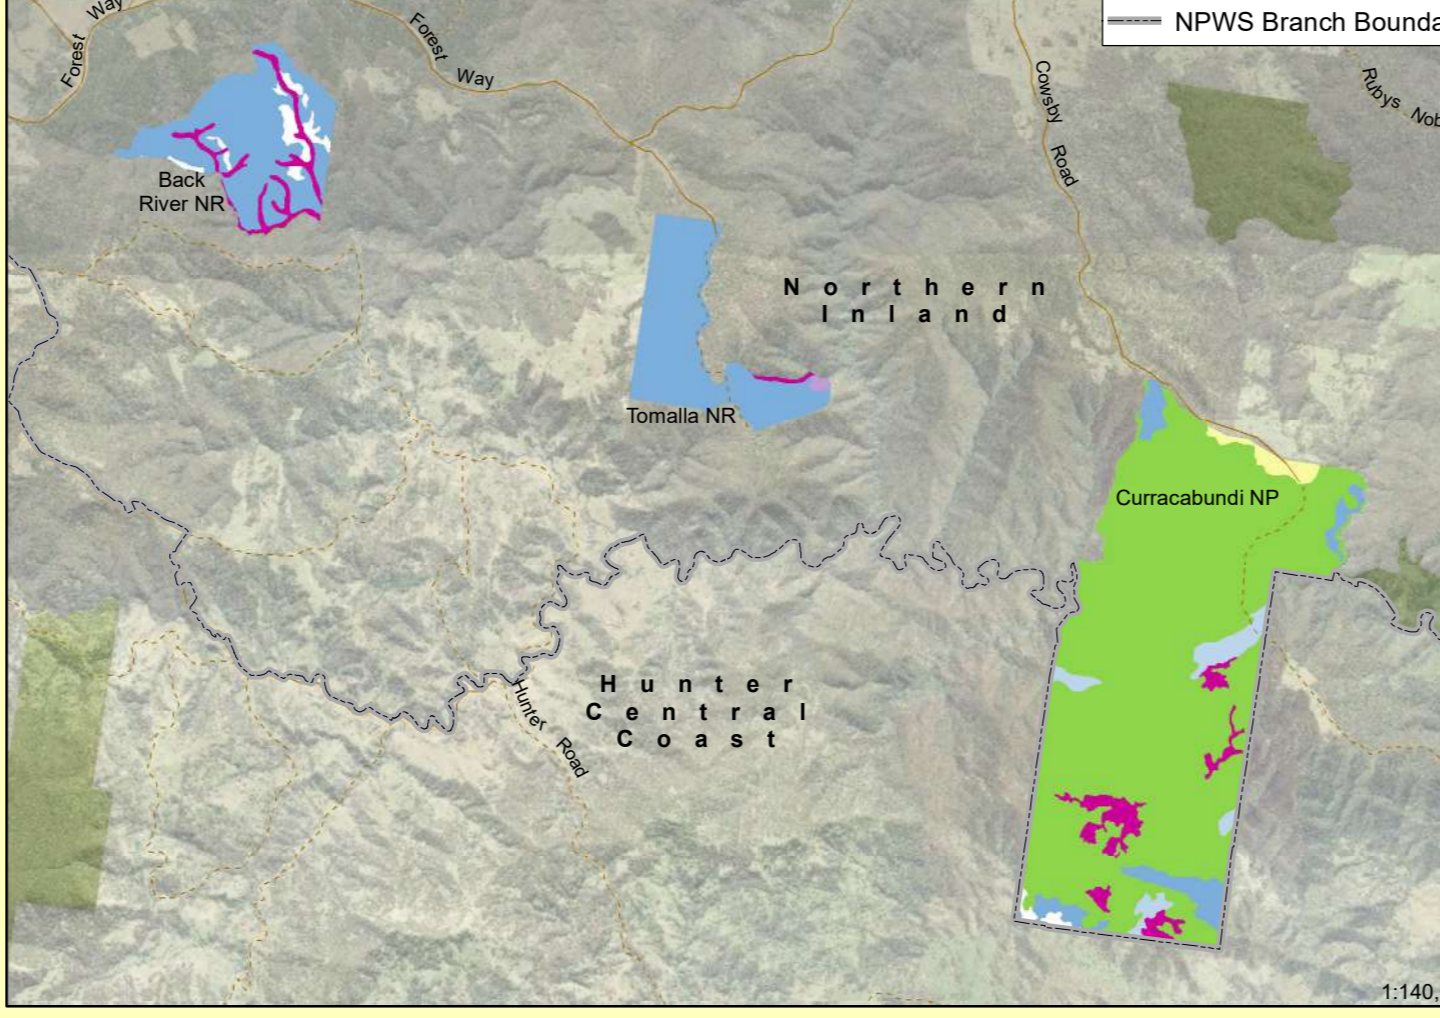 Way
NPWS Branch Bounda
Forest
Forest
Way
Cowsby
Road
Rubys Nob
Back
River NR
Northern
Inland
Tomalla NR
Curracabundi NP
Hunter
Central
Coast
Hunter Road
1:140,